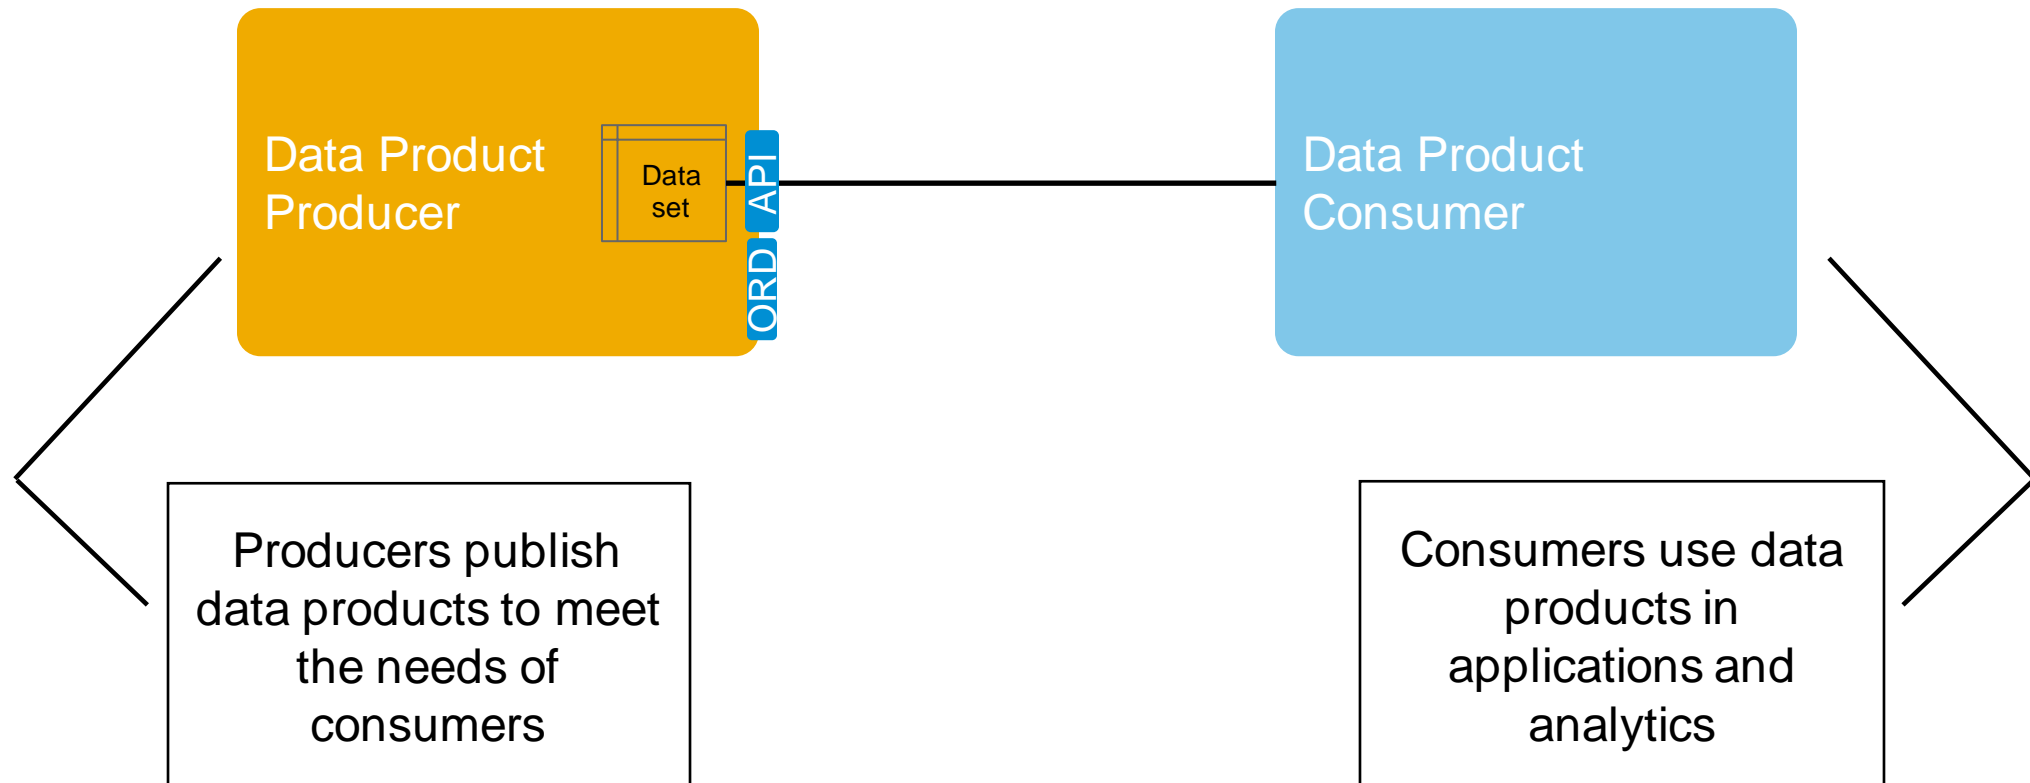 Data Product
Producer
Data
set
API
ORD
Data Product
Consumer
Producers publish
data products to meet
the needs of
consumers
Consumers use data
products in
applications and
analytics